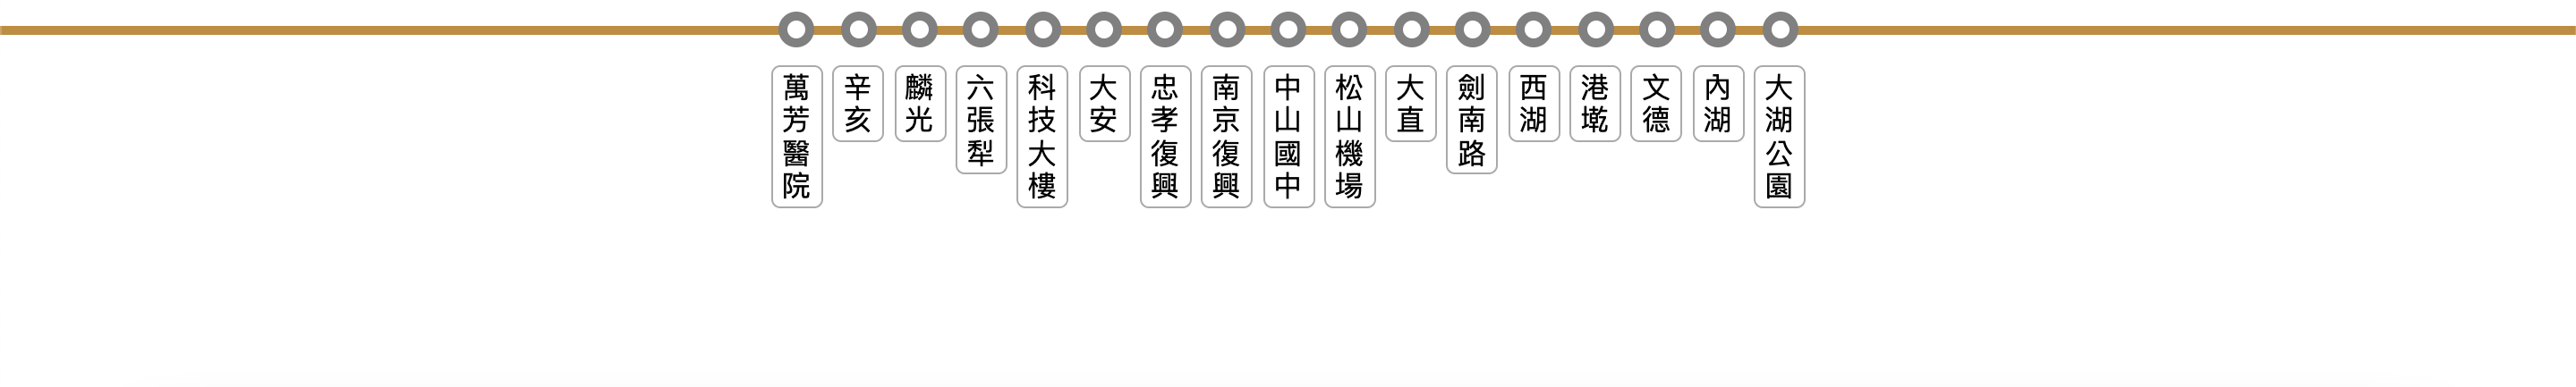 萬芳醫院
辛亥
麟光
六張犁
科技大樓
大安
忠孝復興
南京復興
中山國中
松山機場
大直
劍南路
西湖
港墘
文德
內湖
大湖公園